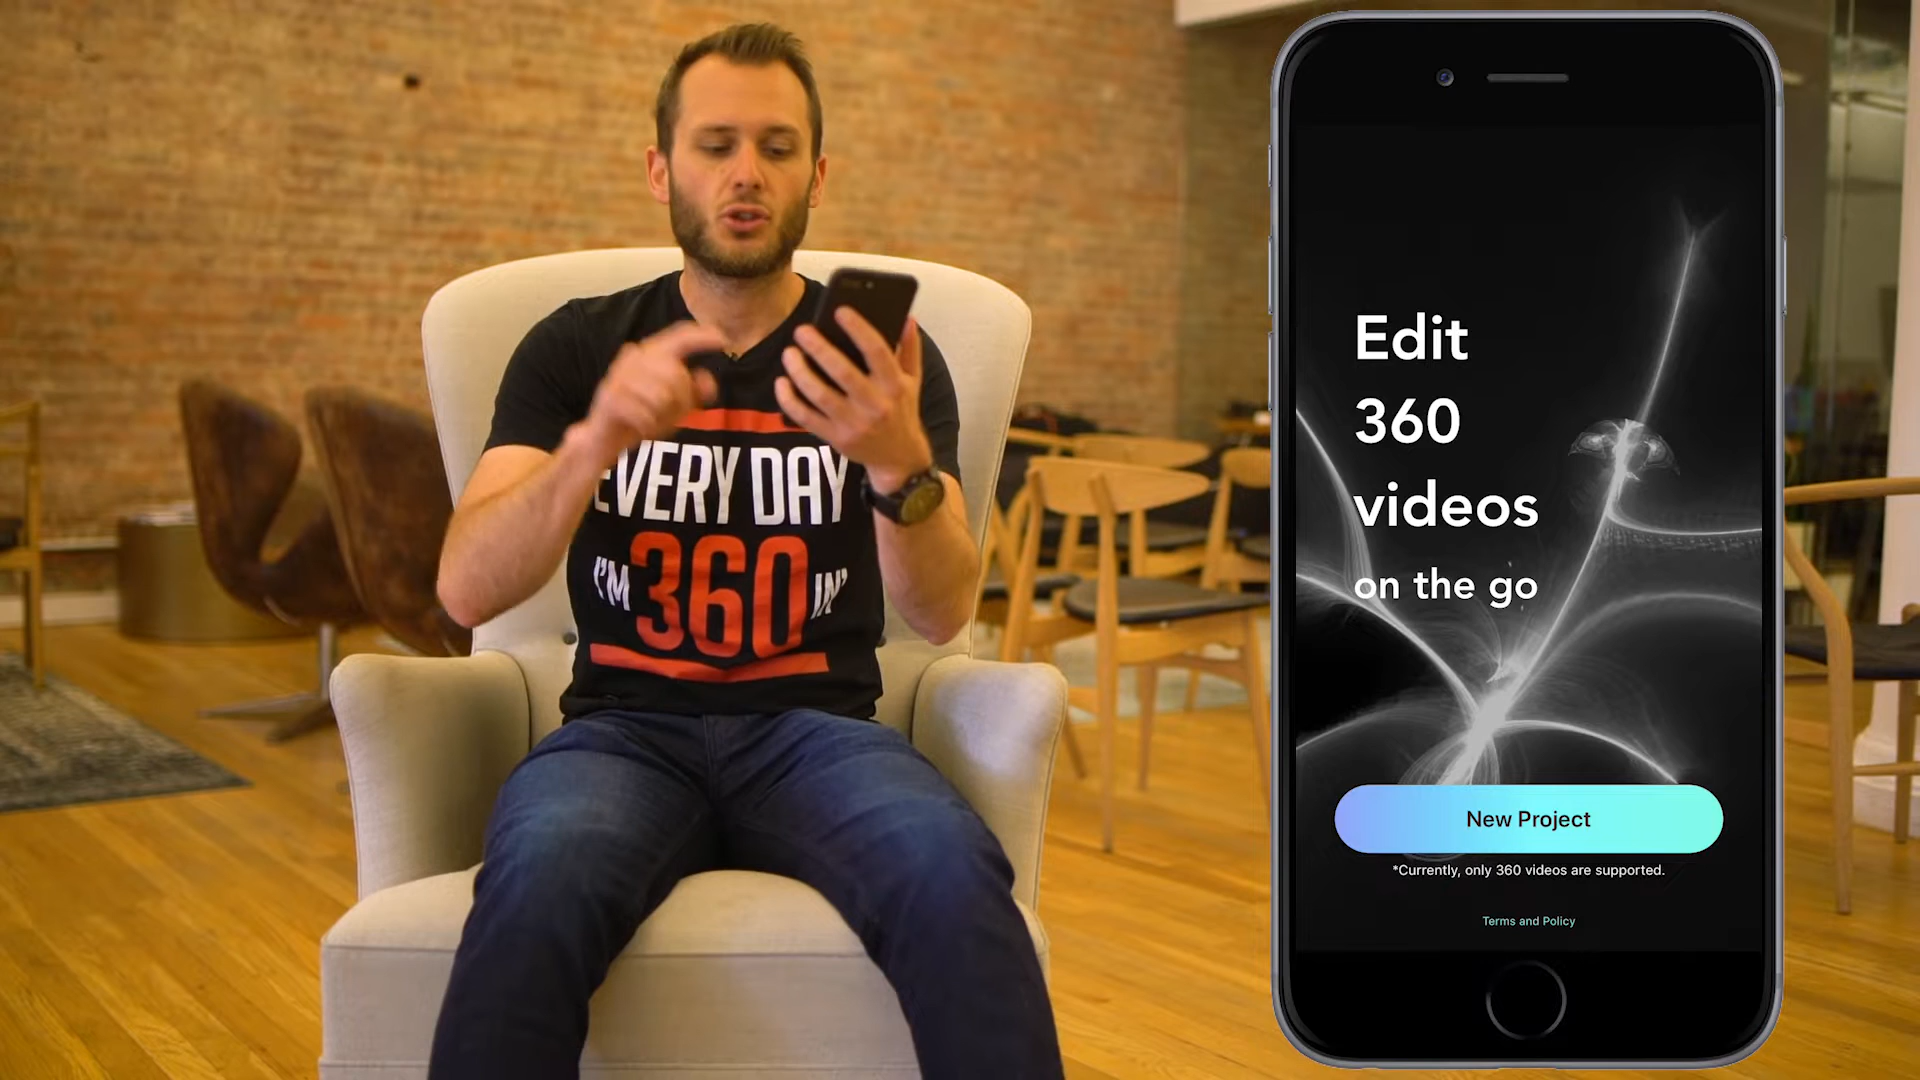 EVERY DAY
I'M 360 IN'
Edit
360
videos
on the go
New Project
*Currently, only 360 videos are supported.
Terms and Policy